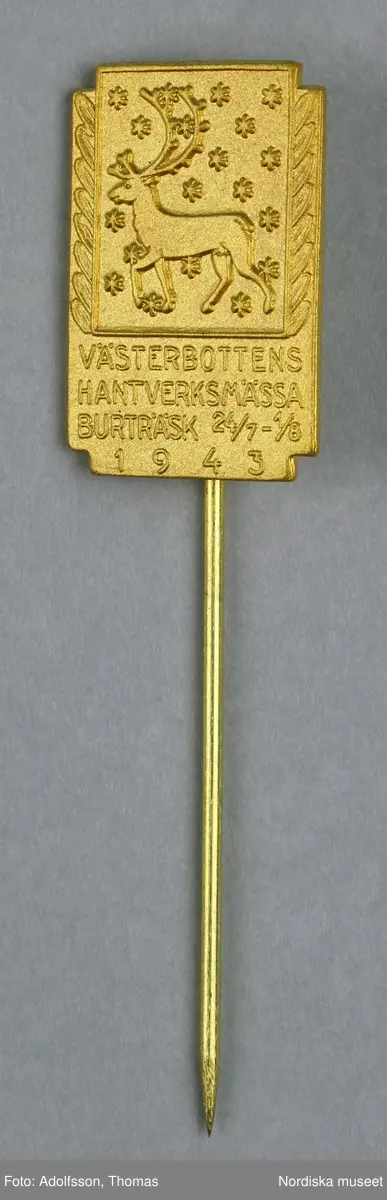 VÄSTERBOTTENS
HANTVERKSMÄSSA
BURTRÄSK 24/7-1/8
1943
Foto: Adolfsson, Thomas
Nordiska museet